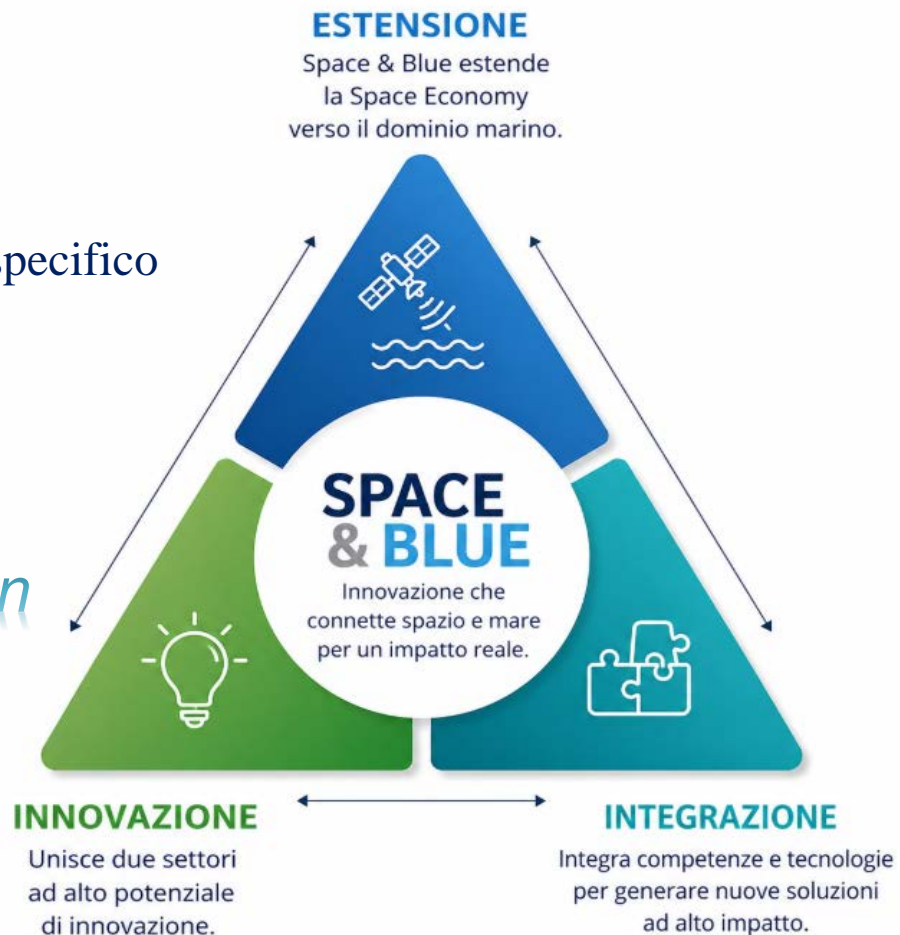 ESTENSIONE
Space & Blue estende
la Space Economy
verso il dominio marino.
specifico
SPACE
& BLUE
Innovazione che
connette spazio e mare
per un impatto reale.
n
INNOVAZIONE
Unisce due settori
ad alto potenziale
di innovazione.
INTEGRAZIONE
Integra competenze e tecnologie
per generare nuove soluzioni
ad alto impatto.